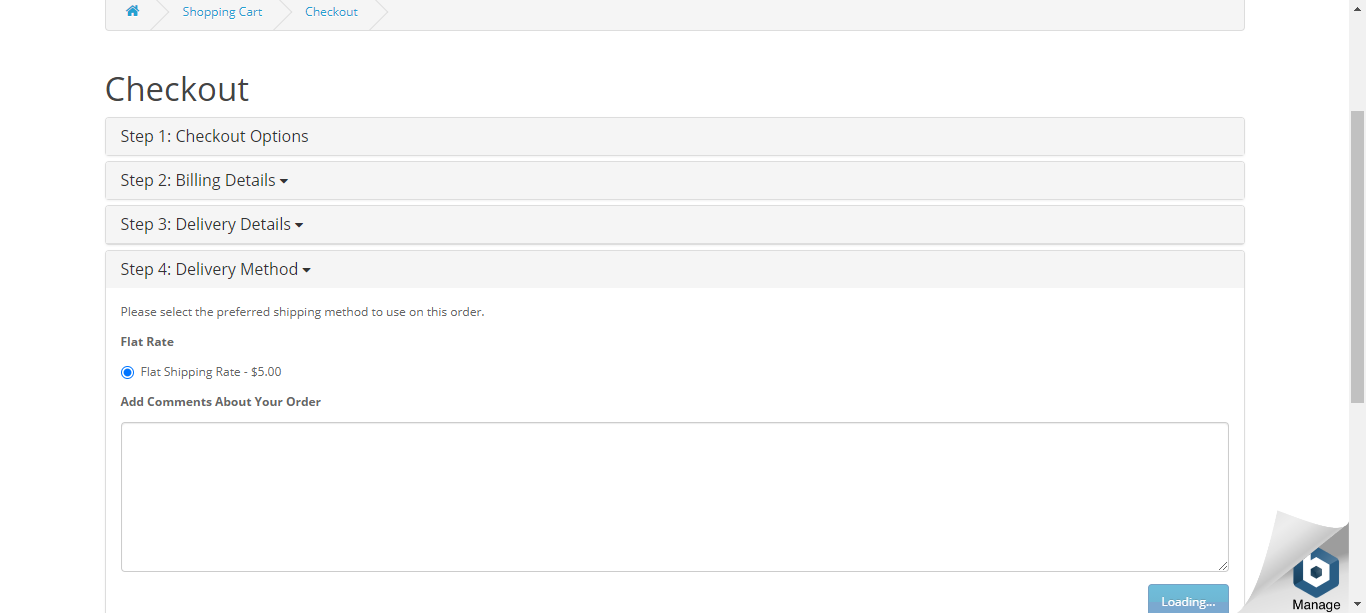 Shopping Cart
Checkout
Checkout
Step 1: Checkout Options
Step 2: Billing Details
Step 3: Delivery Details
Step 4: Delivery Method
Please select the preferred shipping method to use on this order.
Flat Rate
Flat Shipping Rate - $5.00
Add Comments About Your Order
Loading...
Manage